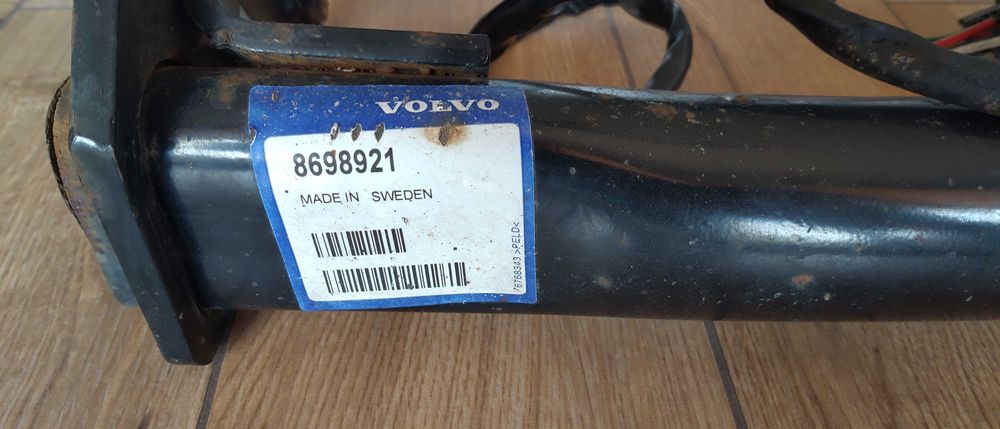 VOLVO
8698921
MADE IN SWEDEN
6768343 >PELD<